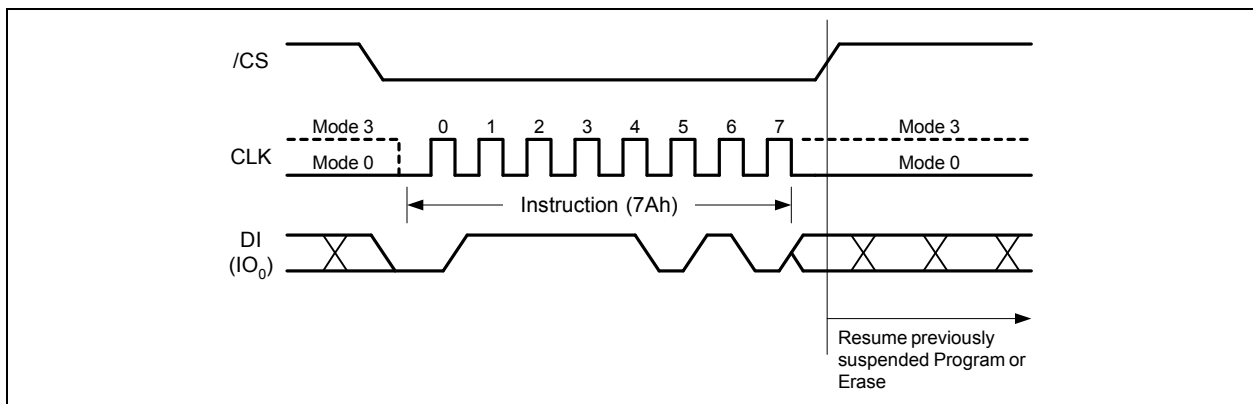 /CS
Mode 3
0 1 2 3 4 5 6 7
Mode 3
CLK
Mode 0
Mode 0
Instruction (7Ah)
DI
(IO0)
Resume previously
suspended Program or
Erase